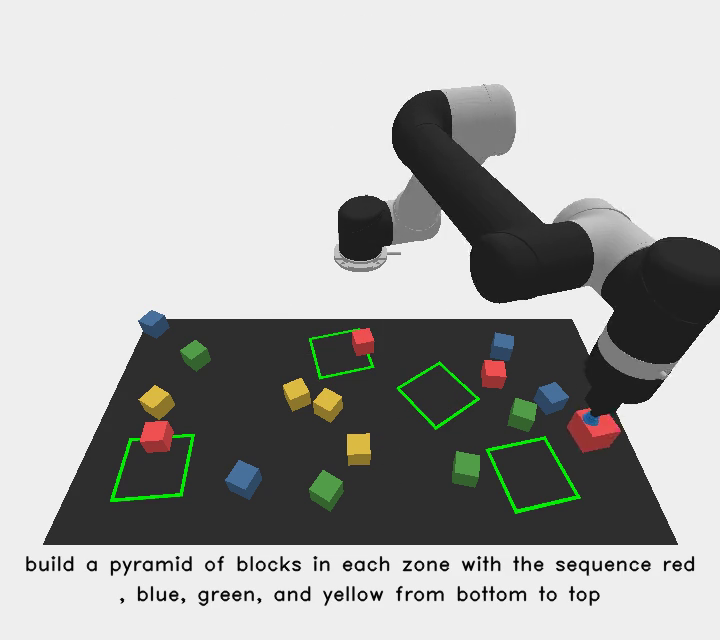 build a pyramid of blocks in each zone with the sequence red
, blue, green, and yellow from bottom to top